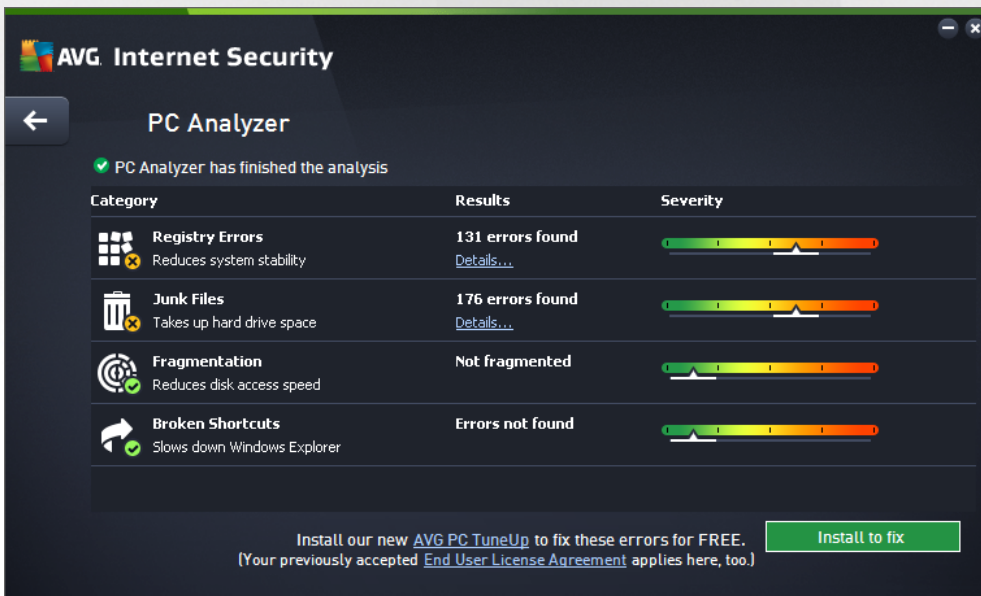 AVG. Internet Security
PC Analyzer
PC Analyzer has finished the analysis
Category Results Severity
Registry Errors 131 errors found
Reduces system stability Details...
Junk Files 176 errors found
Takes up hard drive space Details...
Fragmentation Not fragmented
Reduces disk access speed
Broken Shortcuts Errors not found
Slows down Windows Explorer
Install our new AVG PC TuneUp to fix these errors for FREE. Install to fix
(Your previously accepted End User License Agreement applies here, too.)